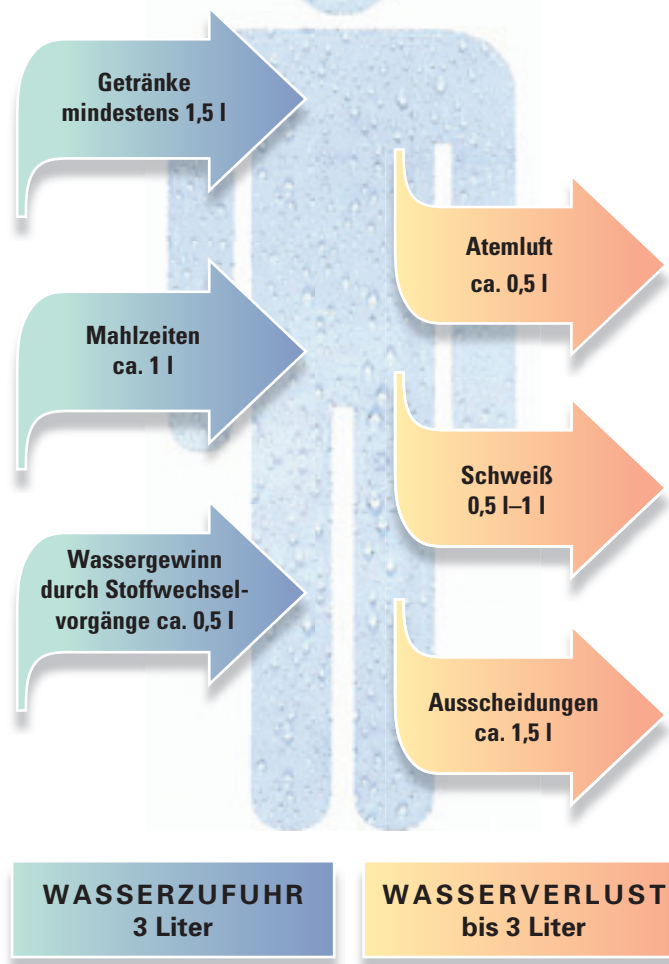 Getränke
mindestens 1,5 l
Mahlzeiten
ca. 1 l
Wassergewinn
durch Stoffwechsel-
vorgänge ca. 0,5 l
Atemluft
ca. 0,5 l
Schweiß
0,5 l–1 l
Ausscheidungen
ca. 1,5 l
WASSERZUFUHR
3 Liter
WASSERVERLUST
bis 3 Liter